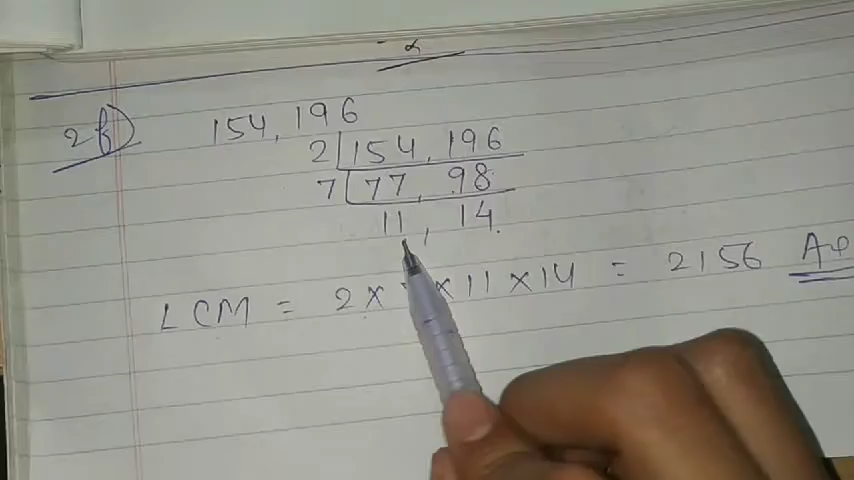 2f) 154, 196
2 | 154, 196
7 | 77, 98
11, 14.
LCM = 2 × × 11 × 14 = 2156